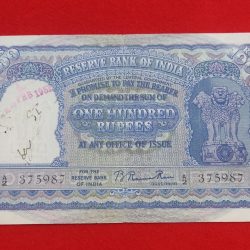 RESERVE BANK OF INDIA
I PROMISE TO PAY THE BEARER
ON DEMAND THE SUM OF
ONE HUNDRED
RUPEES
AT ANY OFFICE OF ISSUE
FOR THE
RESERVE BANK
OF INDIA
GOVERNOR
A/2 375987
A/2 375987